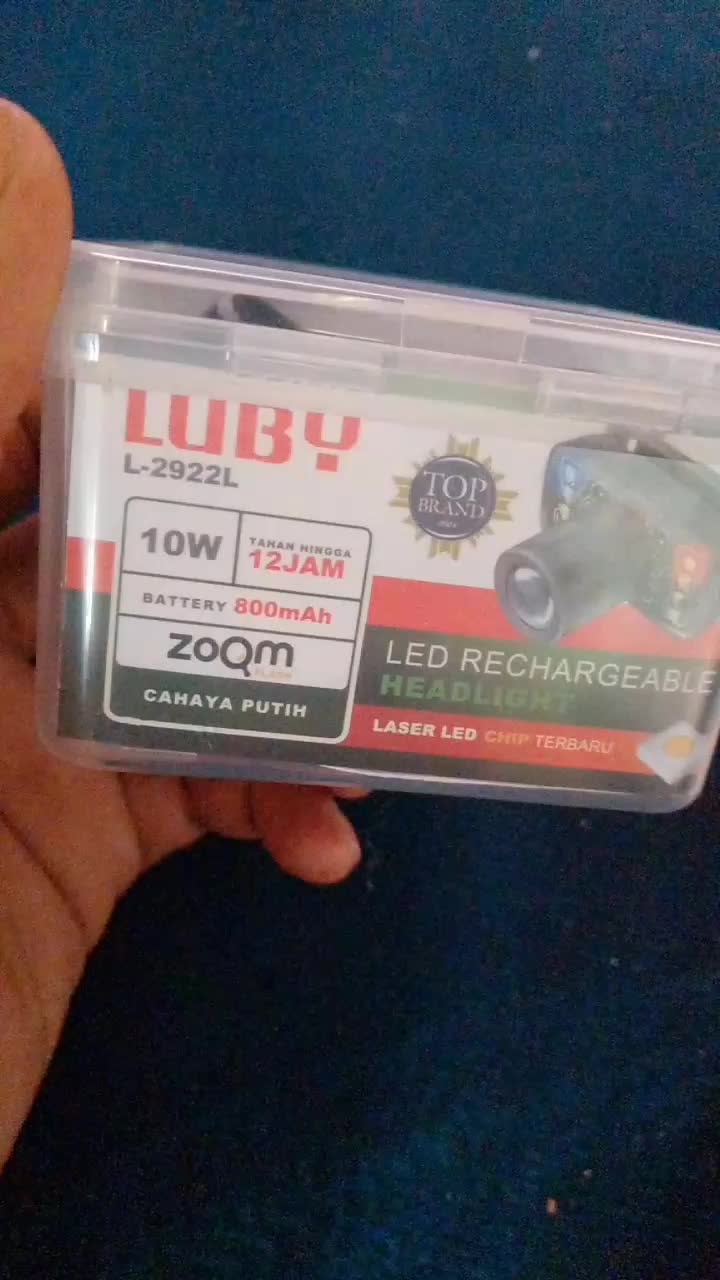 LUBY
L-2922L
TOP
BRAND
10W
TAHAN HINGGA
12JAM
BATTERY 800mAh
ZOOM
FLASH
CAHAYA PUTIH
LED RECHARGEABLE
HEADLIGHT
LASER LED CHIP TERBARU